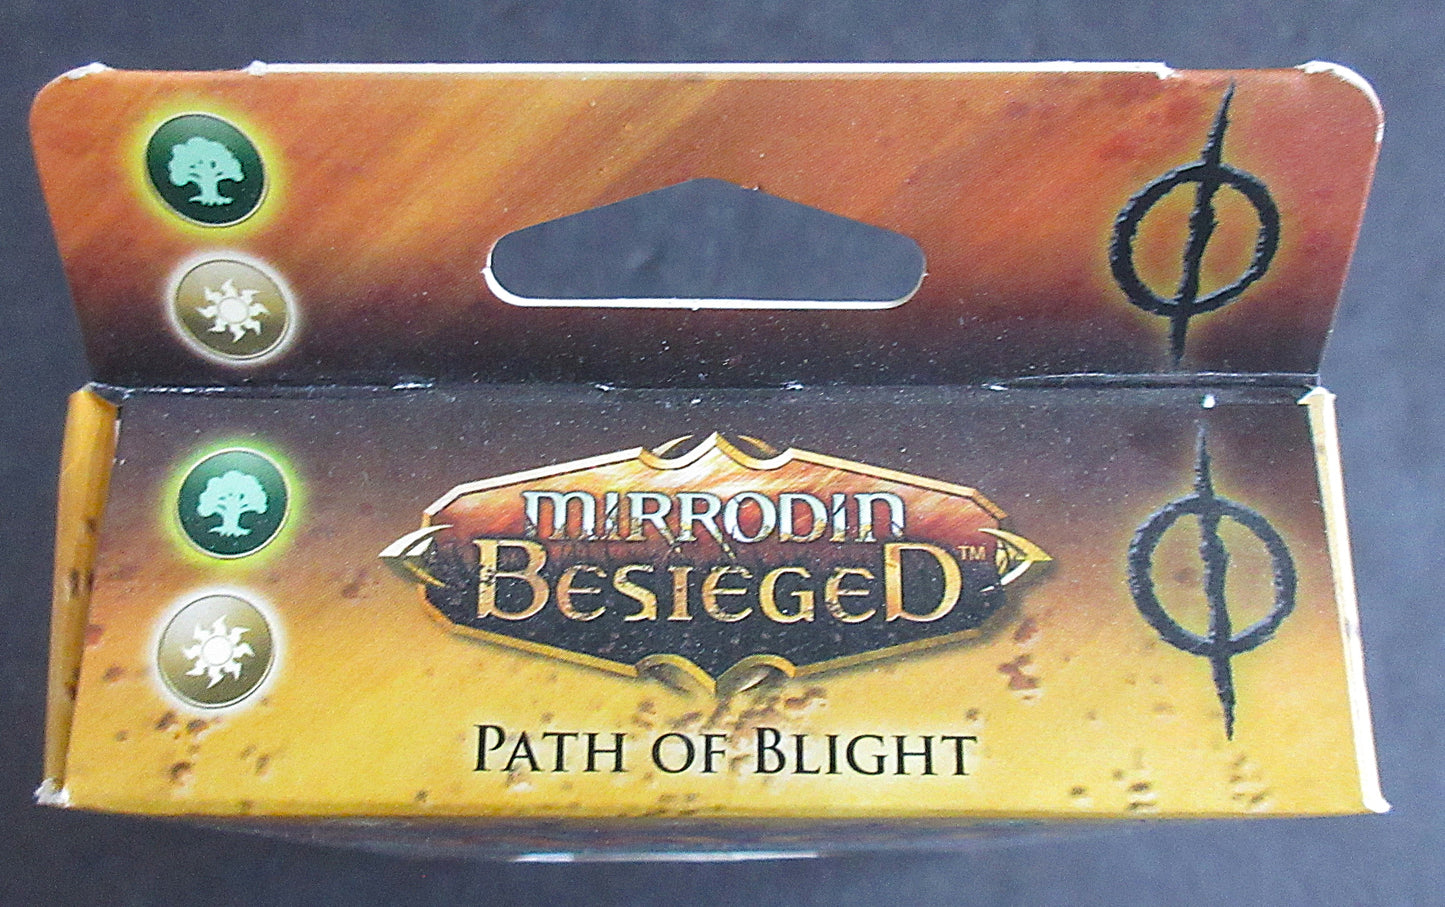 MIRRODIN
BESIEGED™
PATH OF BLIGHT